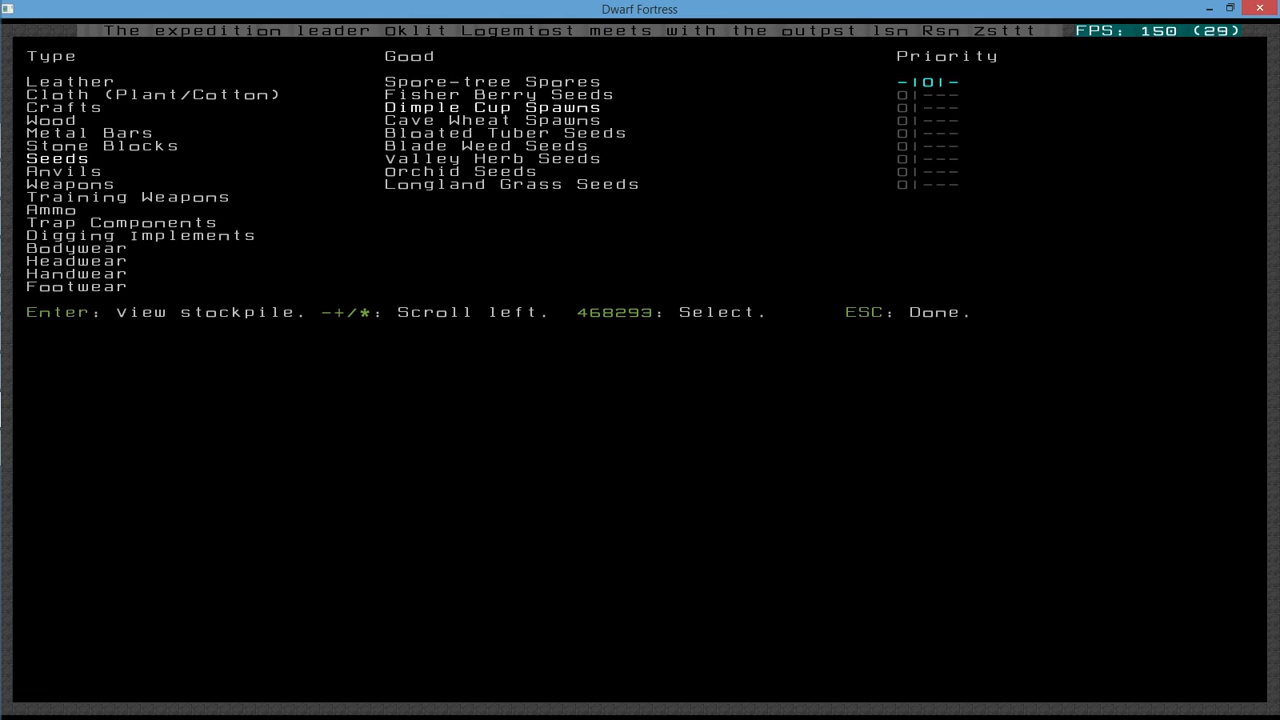 Dwarf Fortress
The expedition leader Oklit Logemtost meets with the outpst lsn Rsn Zsttt FPS: 150 (29)
Type Good Priority
Leather Spore-tree Spores -|O|-
Cloth (Plant/Cotton) Fisher Berry Seeds O|---
Crafts Dimple Cup Spawns O|---
Wood Cave Wheat Spawns O|---
Metal Bars Bloated Tuber Seeds O|---
Stone Blocks Blade Weed Seeds O|---
Seeds Valley Herb Seeds O|---
Anvils Orchid Seeds O|---
Weapons Longland Grass Seeds O|---
Training Weapons
Ammo
Trap Components
Digging Implements
Bodywear
Headwear
Handwear
Footwear
Enter: View stockpile. -+/*: Scroll left. 468293: Select. ESC: Done.